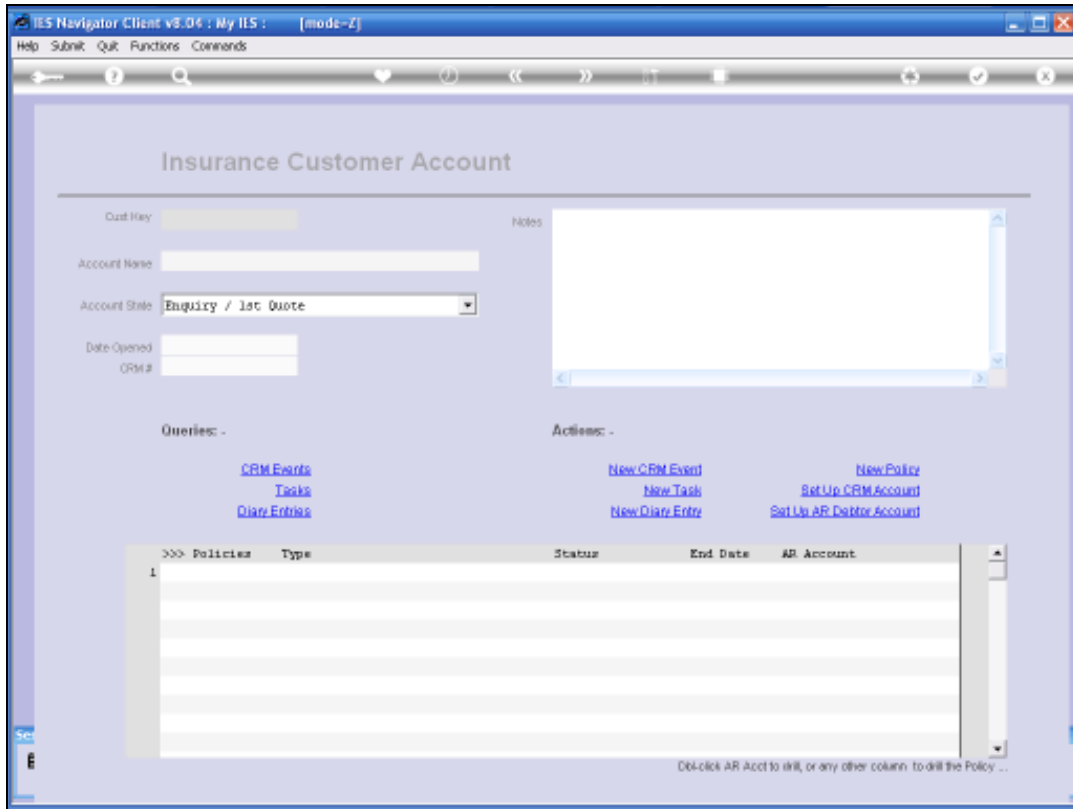 IES Navigator Client v8.04 : My IES : [mode=Z]
Help Submit Quit Functions Commands
Insurance Customer Account
Cust Key
Notes
Account Name
Account State Enquiry / 1st Quote
Date Opened
CRM #
Queries: - Actions: -
CRM Events New CRM Event New Policy
Tasks New Task Set Up CRM Account
Diary Entries New Diary Entry Set Up AR Debtor Account
>>> Policies Type Status End Date AR Account
1
Dbl-click AR Acct to drill, or any other column to drill the Policy ...